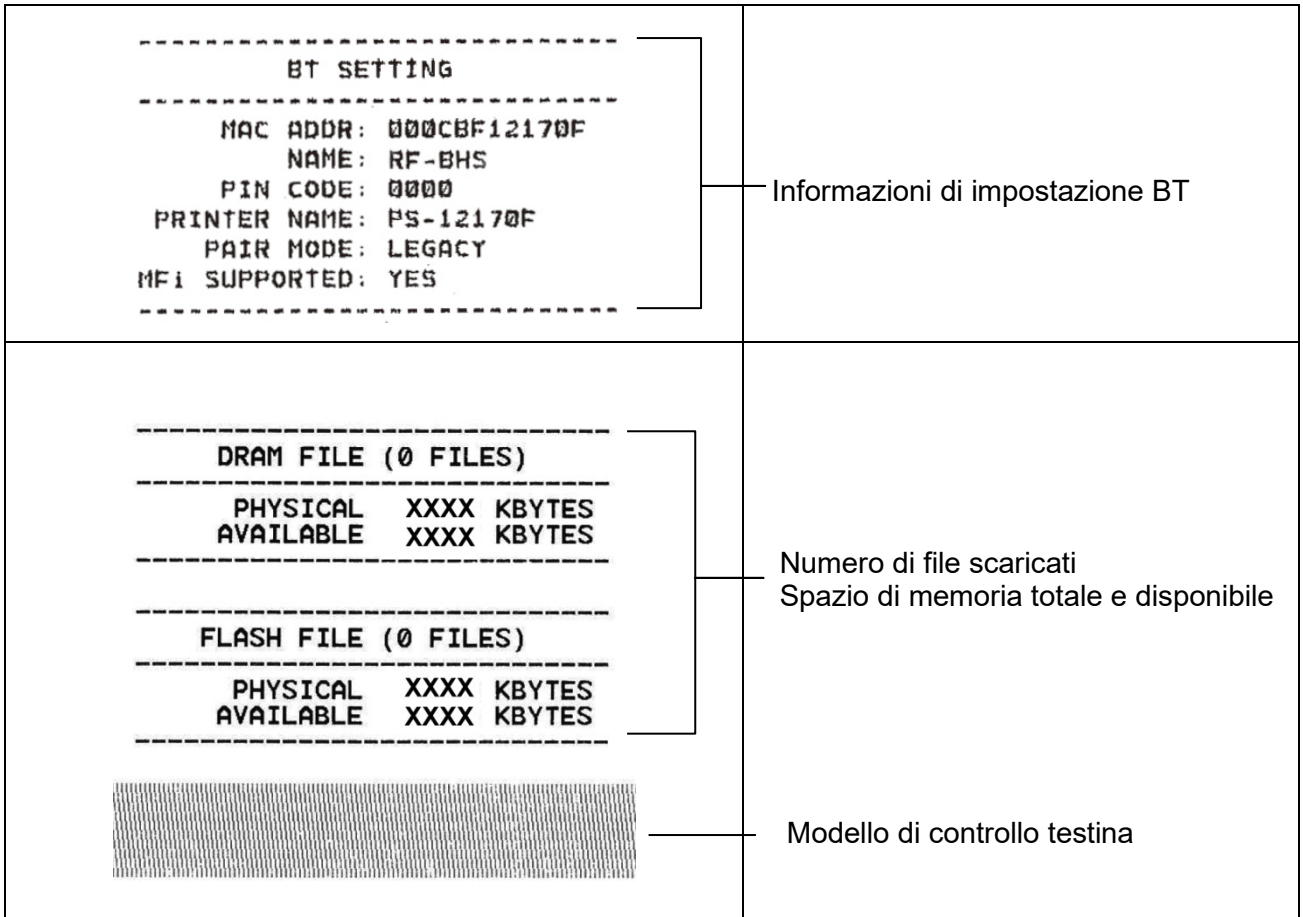 BT SETTING
MAC ADDR: 000CBF12170F
NAME: RF-BHS
PIN CODE: 0000
PRINTER NAME: PS-12170F
PAIR MODE: LEGACY
MFi SUPPORTED: YES
Informazioni di impostazione BT
DRAM FILE (0 FILES)
PHYSICAL XXXX KBYTES
AVAILABLE XXXX KBYTES
FLASH FILE (0 FILES)
PHYSICAL XXXX KBYTES
AVAILABLE XXXX KBYTES
Numero di file scaricati
Spazio di memoria totale e disponibile
Modello di controllo testina